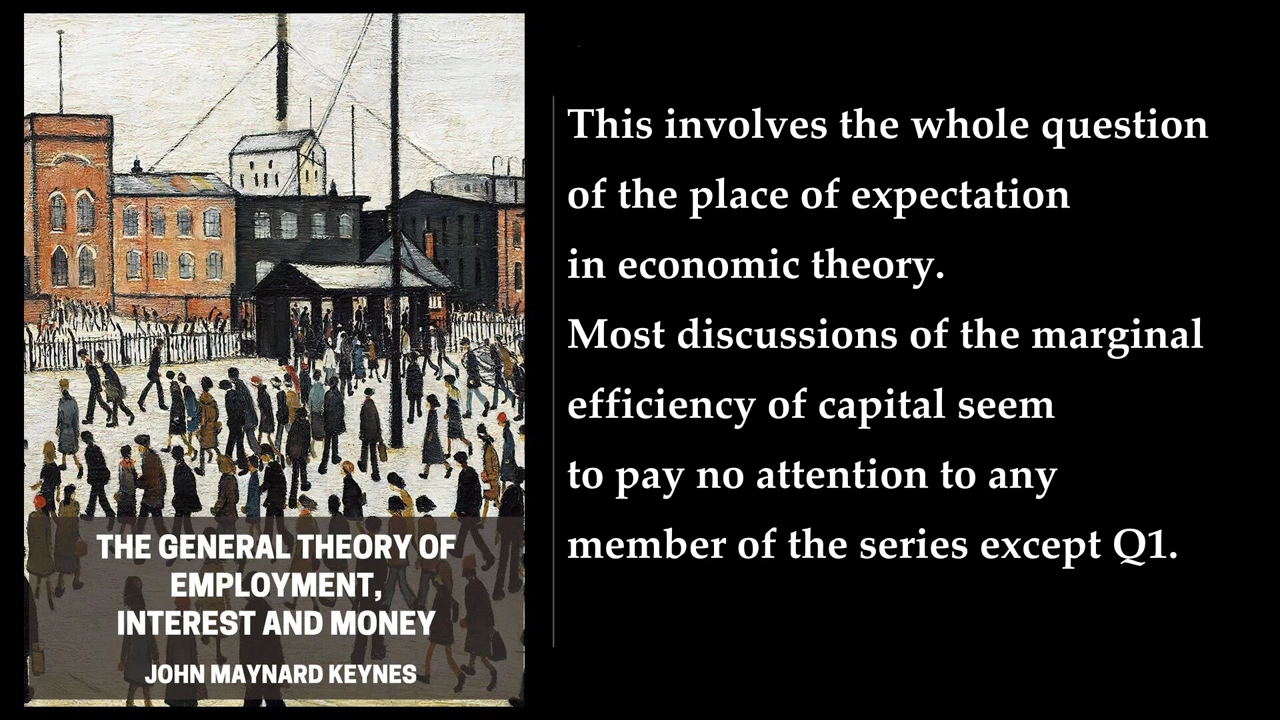 THE GENERAL THEORY OF
EMPLOYMENT,
INTEREST AND MONEY
JOHN MAYNARD KEYNES
This involves the whole question
of the place of expectation
in economic theory.
Most discussions of the marginal
efficiency of capital seem
to pay no attention to any
member of the series except Q1.